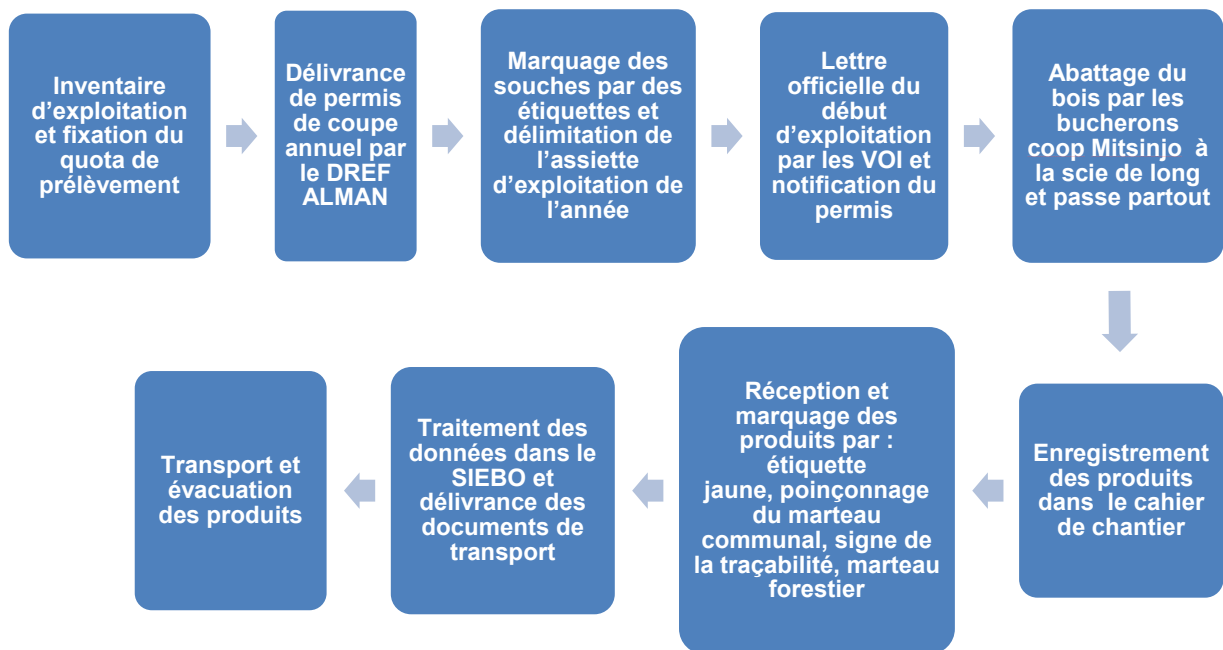 Inventaire
d'exploitation
et fixation du
quota de
prélèvement
Délivrance
de permis
de coupe
annuel par
le DREF
ALMAN
Marquage des
souches par des
étiquettes et
délimitation de
l'assiette
d'exploitation de
l'année
Lettre
officielle du
début
d'exploitation
par les VOI et
notification du
permis
Abattage du
bois par les
bucherons
coop Mitsinjo à
la scie de long
et passe partout
Enregistrement
des produits
dans le cahier
de chantier
Réception et
marquage des
produits par :
étiquette
jaune, poinçonnage
du marteau
communal, signe de
la traçabilité, marteau
forestier
Traitement des
données dans le
SIEBO et
délivrance des
documents de
transport
Transport et
évacuation
des produits